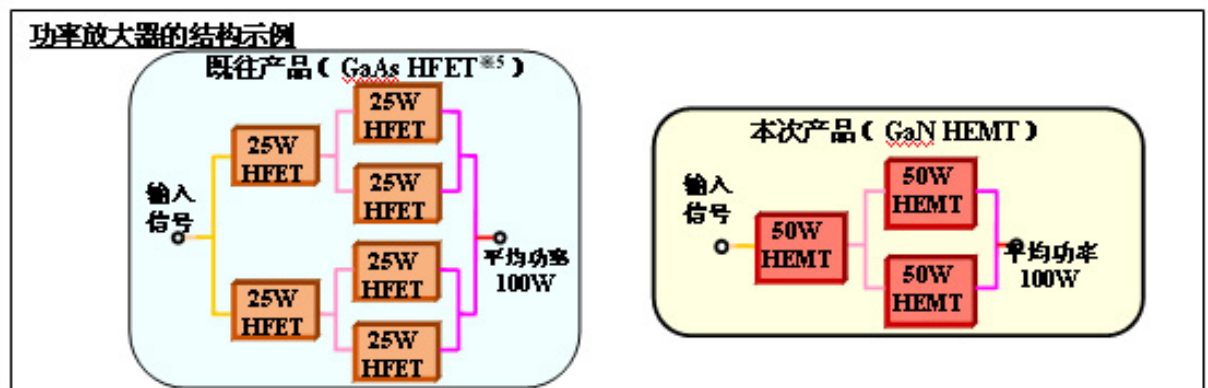 功率放大器的结构示例
既往产品（ GaAs HFET※5 ）
25W
HFET
25W
HFET
25W
HFET
25W
HFET
25W
HFET
25W
HFET
输入
信号
平均功率
100W
本次产品（ GaN HEMT ）
输入
信号
50W
HEMT
50W
HEMT
50W
HEMT
平均功率
100W